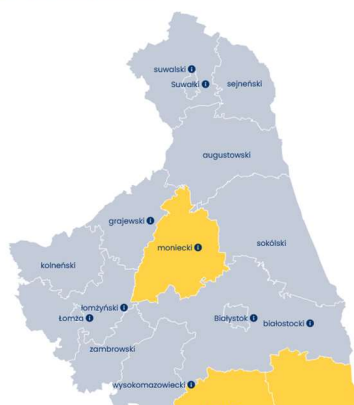 suwalski
Suwałki
sejneński
augustowski
grajewski
moniecki
sokólski
kolneński
łomżyński
Łomża
Białystok
białostocki
zambrowski
wysokomazowiecki